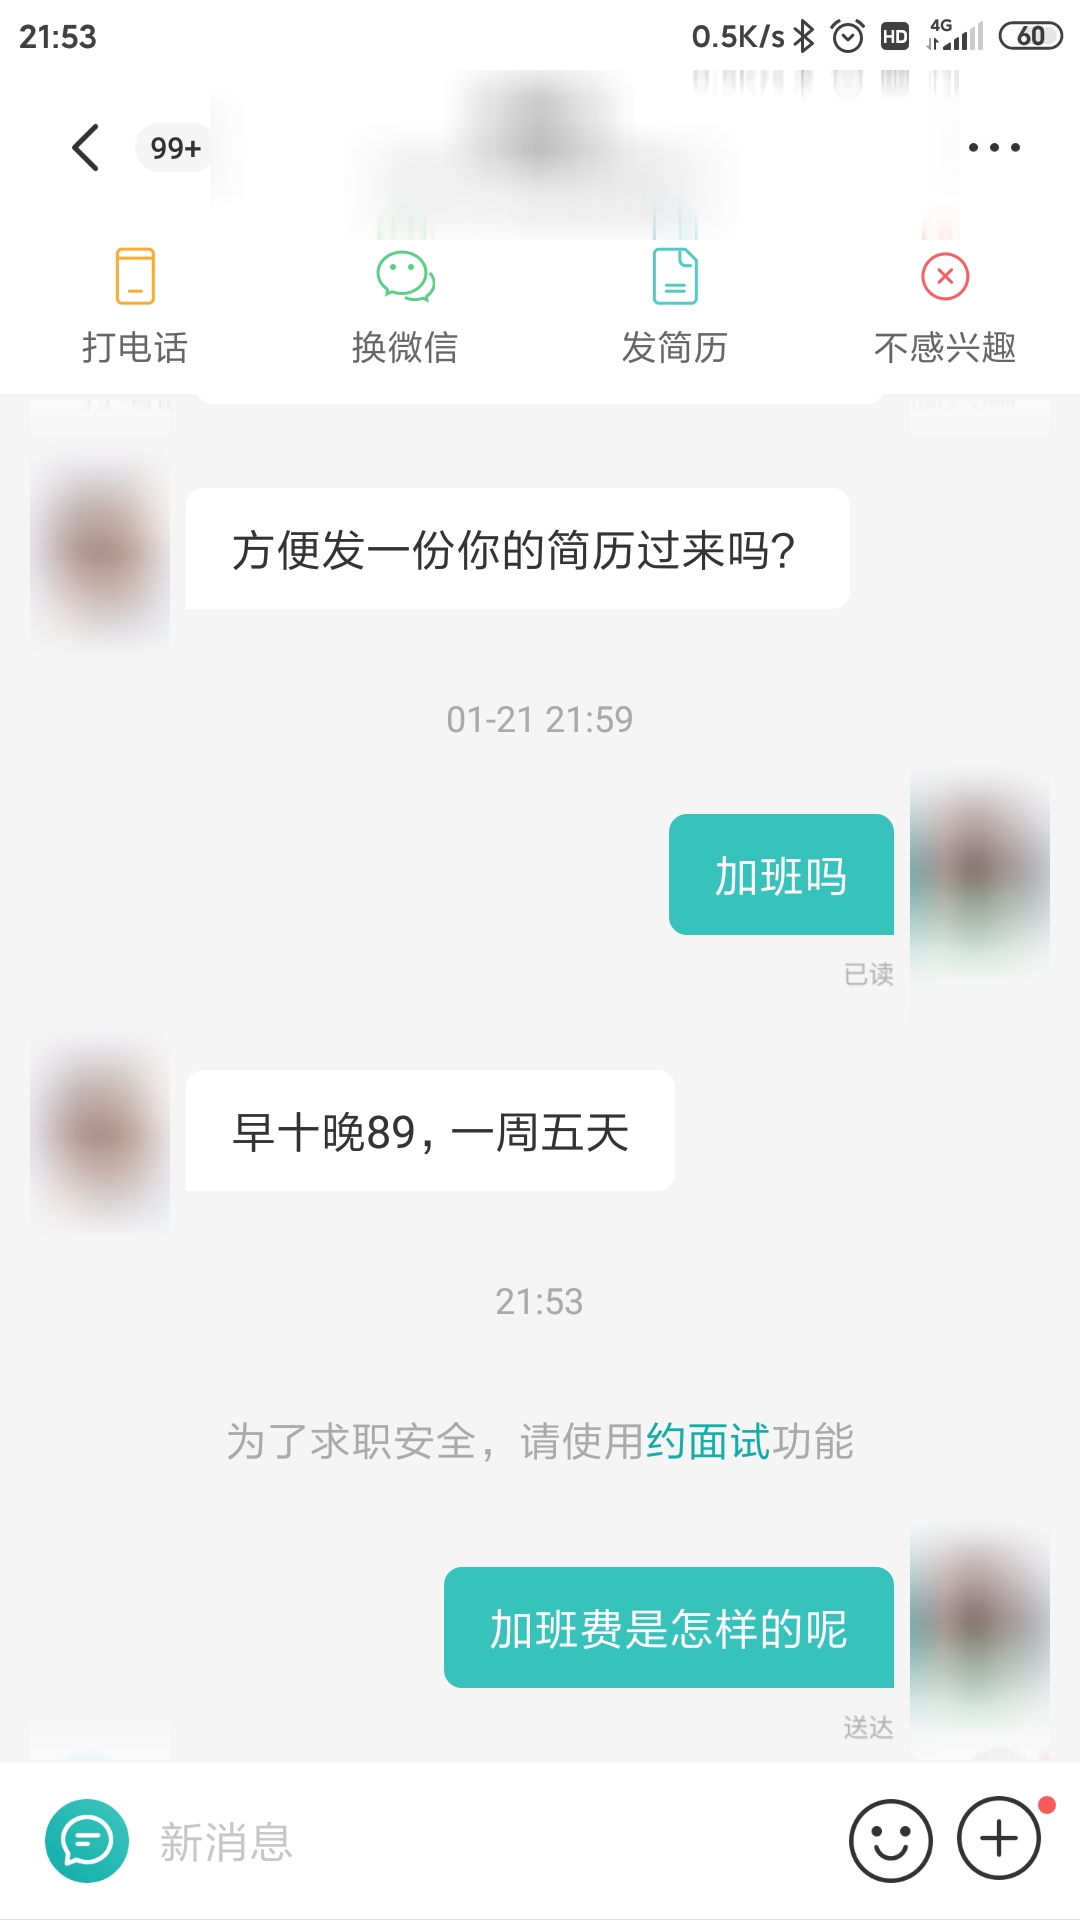 21:53 0.5K/s HD 4G 60
99+
打电话 换微信 发简历 不感兴趣
方便发一份你的简历过来吗?
01-21 21:59
加班吗
已读
早十晚89，一周五天
21:53
为了求职安全，请使用约面试功能
加班费是怎样的呢
送达
新消息